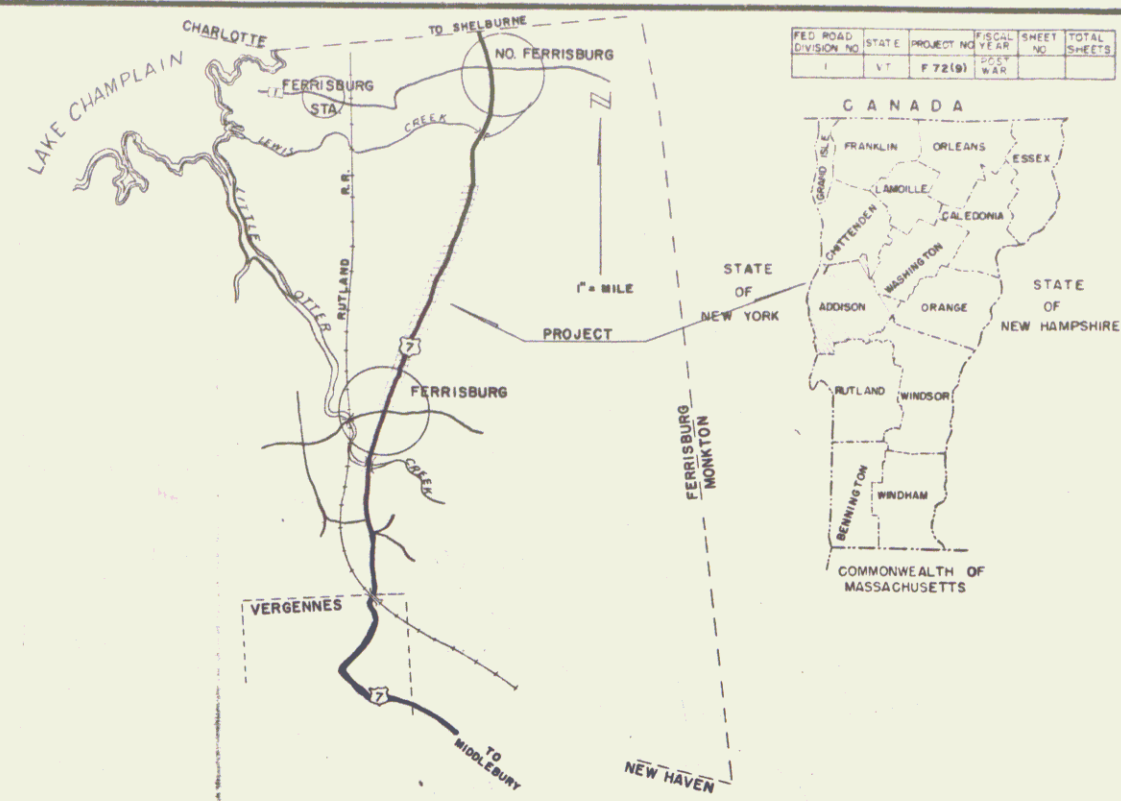 CHARLOTTE
TO SHELBURNE
NO. FERRISBURG
FERRISBURG
STA.
LAKE CHAMPLAIN
LEWIS CREEK
LITTLE OTTER
CREEK
RUTLAND R.R.
1" = MILE
PROJECT
7
FERRISBURG
FERRISBURG
MONKTON
VERGENNES
7
TO
MIDDLEBURY
NEW HAVEN
FED ROAD
DIVISION NO
STATE
PROJECT NO
FISCAL
YEAR
SHEET
NO
TOTAL
SHEETS
1
VT
F 72(9)
POST
WAR
CANADA
GRAND ISLE
FRANKLIN
ORLEANS
ESSEX
LAMOILLE
CHITTENDEN
CALEDONIA
WASHINGTON
STATE
OF
NEW YORK
ADDISON
ORANGE
STATE
OF
NEW HAMPSHIRE
RUTLAND
WINDSOR
BENNINGTON
WINDHAM
COMMONWEALTH OF
MASSACHUSETTS